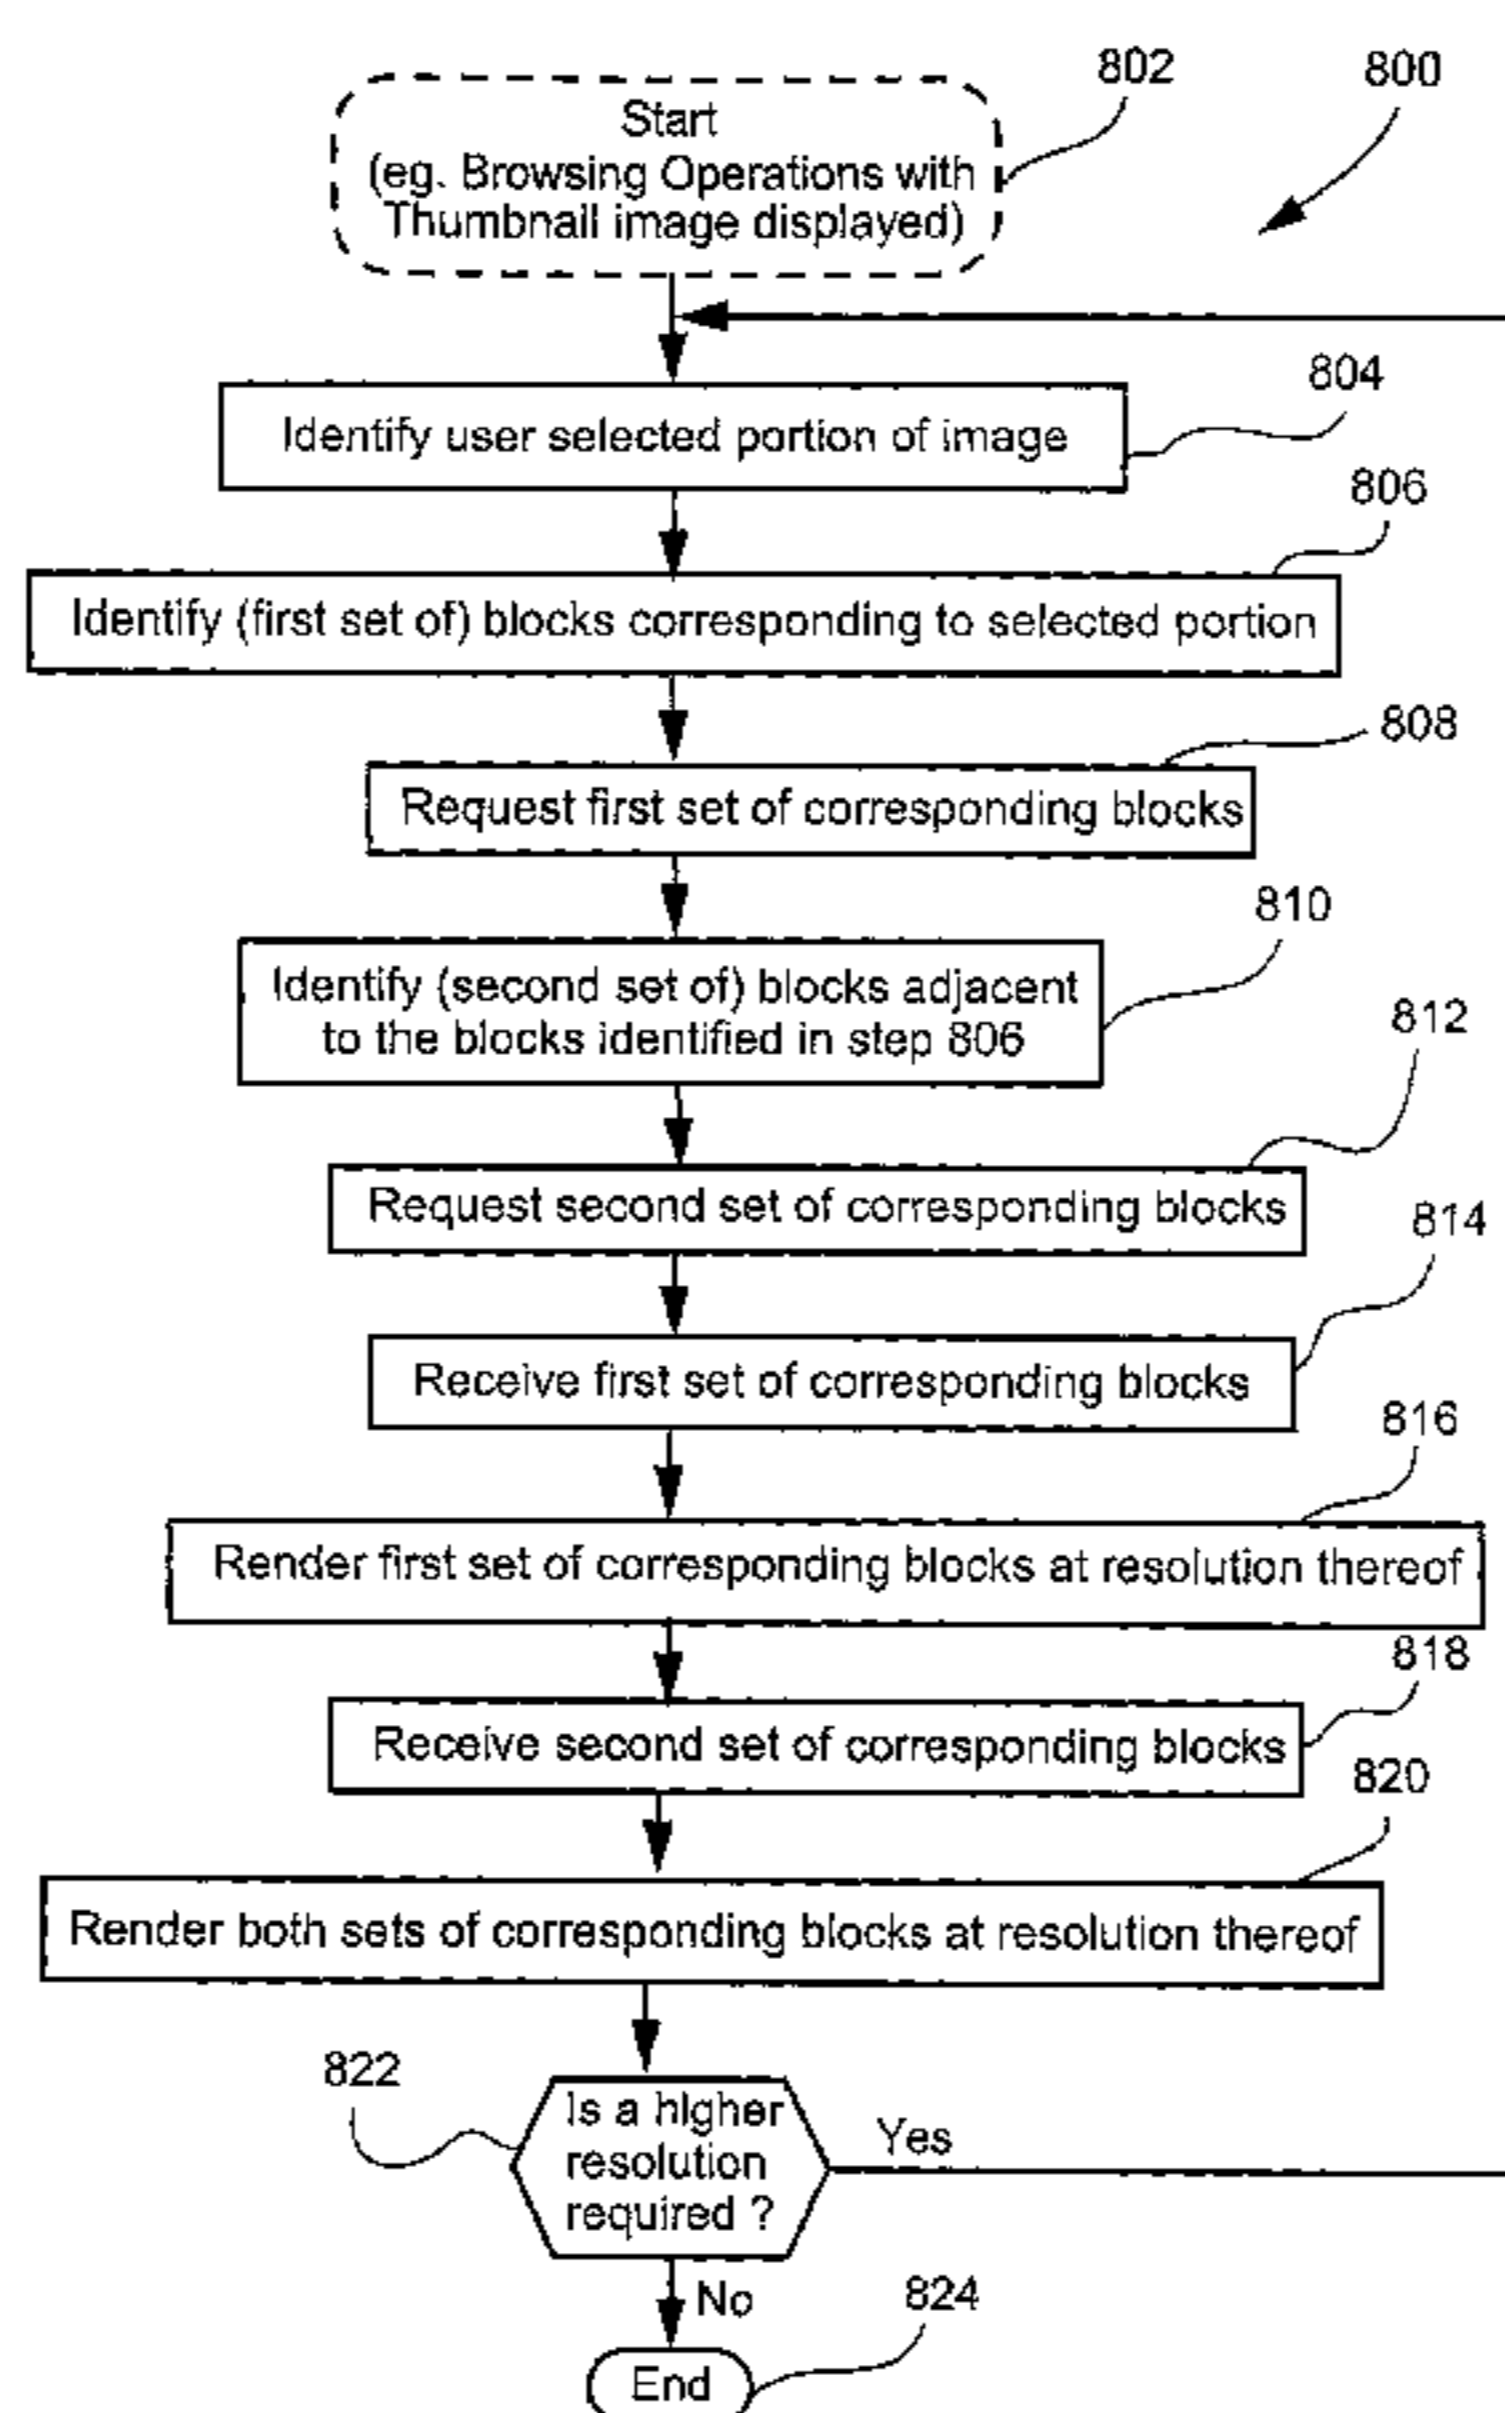 802
800
Start
(eg. Browsing Operations with
Thumbnail image displayed)
804
Identify user selected portion of image
806
Identify (first set of) blocks corresponding to selected portion
808
Request first set of corresponding blocks
810
Identify (second set of) blocks adjacent
to the blocks identified in step 806
812
Request second set of corresponding blocks
814
Receive first set of corresponding blocks
816
Render first set of corresponding blocks at resolution thereof
818
Receive second set of corresponding blocks
820
Render both sets of corresponding blocks at resolution thereof
822
Is a higher
resolution
required ?
Yes
No
824
End